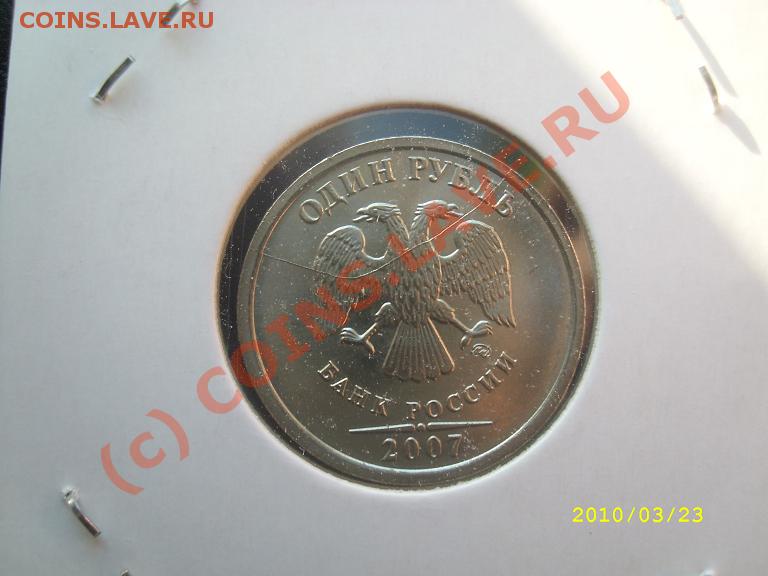 COINS.LAVE.RU
(c) COINS.LAVE.RU
ОДИН РУБЛЬ
БАНК РОССИИ
2007
2010/03/23